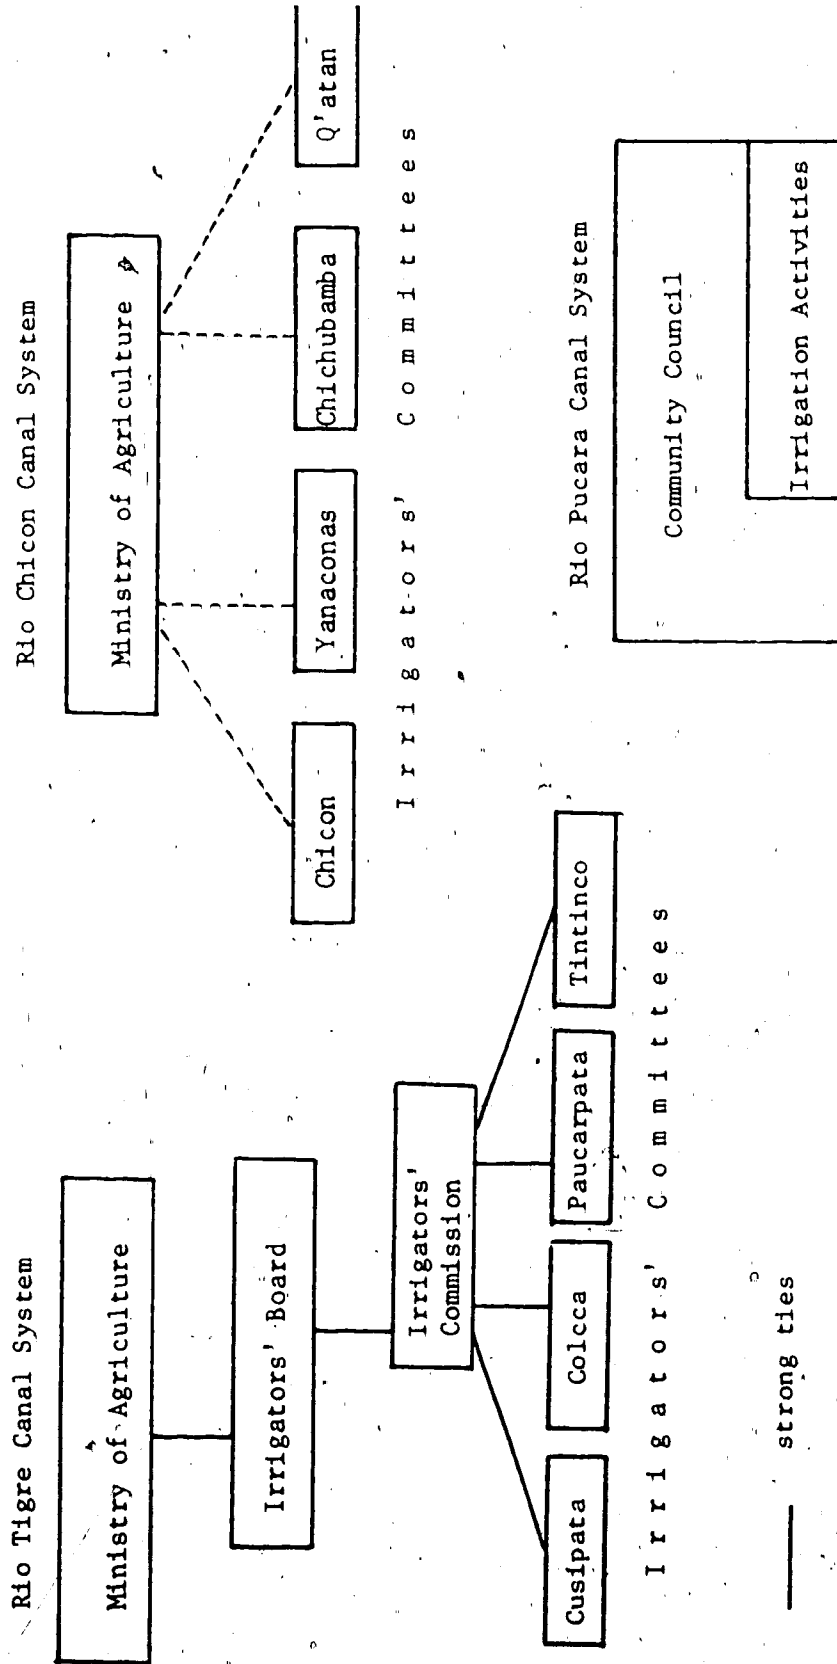 Rio Tigre Canal System
Ministry of Agriculture
Irrigators' Board
Irrigators'
Commission
Cusipata
Colcca
Paucarpata
Tintinco
Irrigators' Committees
strong ties
Rio Chicon Canal System
Ministry of Agriculture
Chicon
Yanaconas
Chichubamba
Q'atan
Irrigators' Committees
Rio Pucara Canal System
Community Council
Irrigation Activities